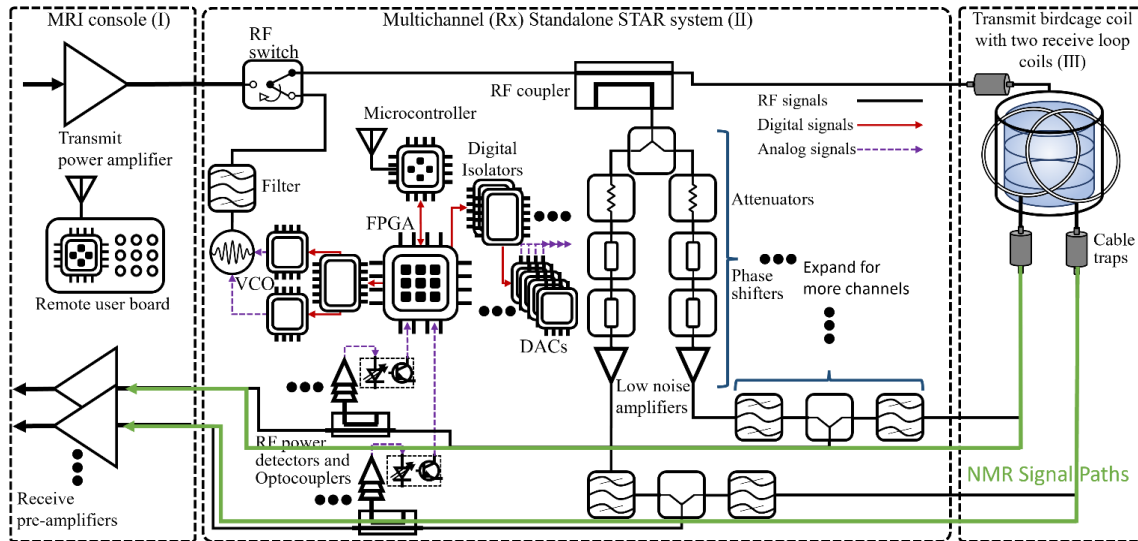 MRI console (I)
Multichannel (Rx) Standalone STAR system (II)
Transmit birdcage coil
with two receive loop
coils (III)
RF
switch
RF coupler
RF signals
Digital signals
Analog signals
Transmit
power amplifier
Microcontroller
Digital
Isolators
Filter
FPGA
Attenuators
VCO
Remote user board
DACs
Phase
shifters
Expand for
more channels
Cable
traps
Low noise
amplifiers
RF power
detectors and
Optocouplers
NMR Signal Paths
Receive
pre-amplifiers